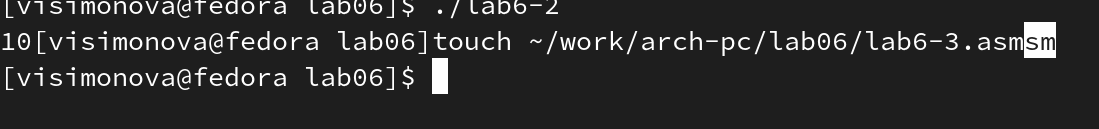 [visimonova@fedora lab06]$ ./lab6-2
10[visimonova@fedora lab06]touch ~/work/arch-pc/lab06/lab6-3.asmsm
[visimonova@fedora lab06]$